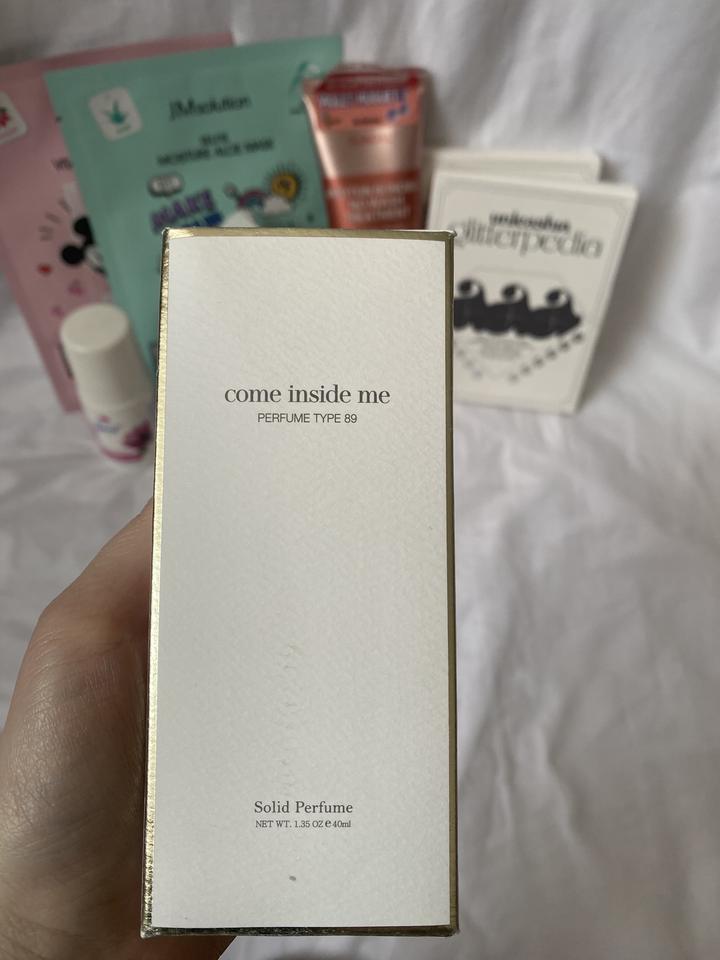 JMsolution
MOISTURE ALOE MASK
MAKE
unleashia
glitterpedia
come inside me
PERFUME TYPE 89
Solid Perfume
NET WT. 1.35 OZ e 40ml